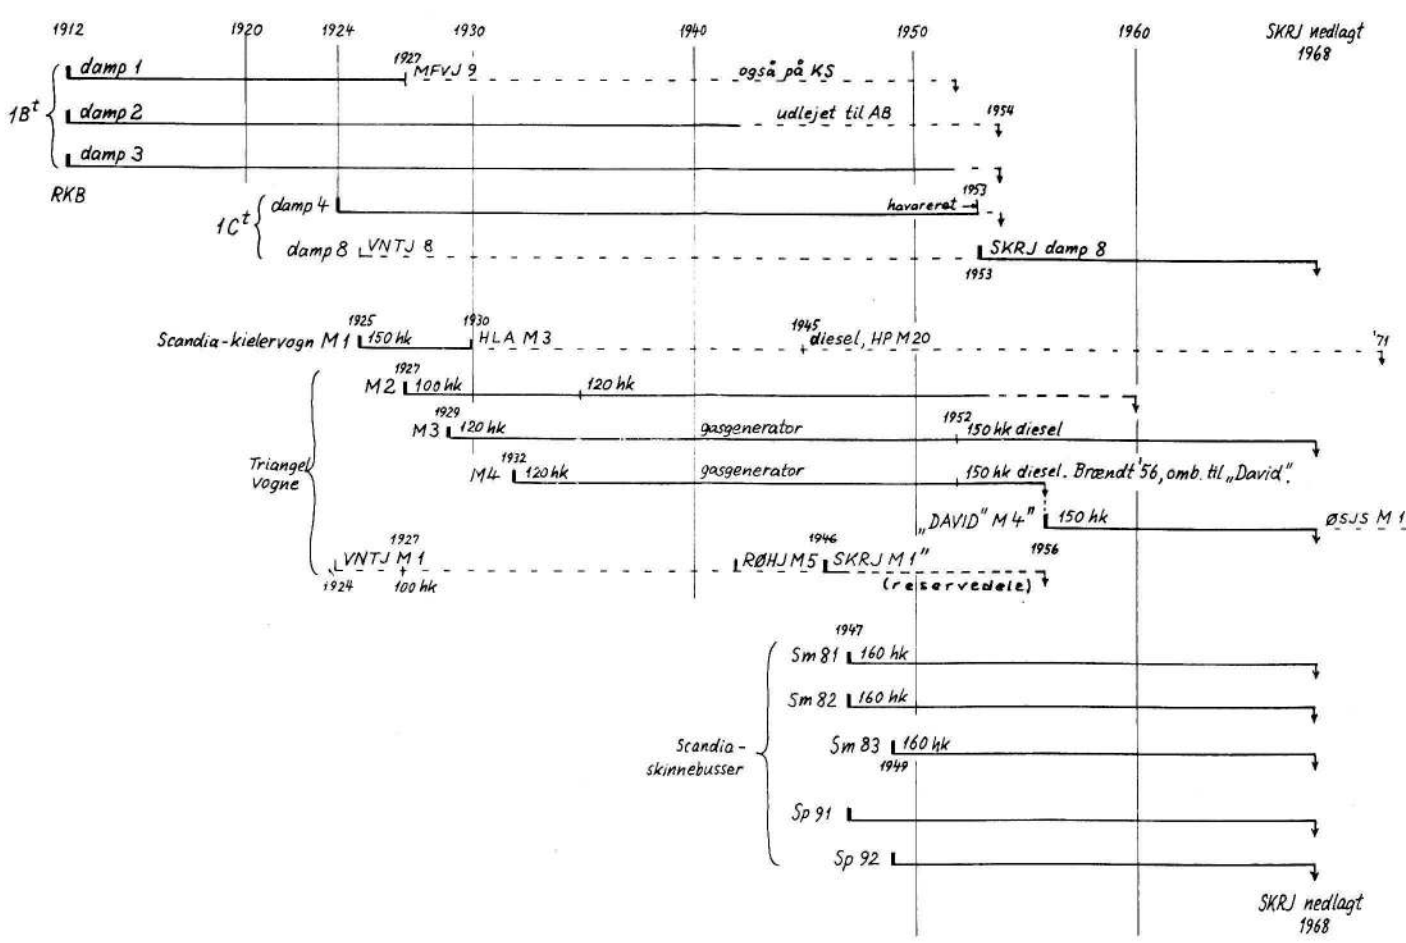 1912 1920 1924 1930 1940 1950 1960 SKRJ nedlagt
1968
damp 1 1927 MFVJ 9 også på KS
1Bt damp 2 udlejet til AB 1954
damp 3
RKB
1Ct damp 4 havareret 1953
damp 8 VNTJ 8 SKRJ damp 8
1953
1925 1930 1945
Scandia-kielervogn M1 150 hk HLA M3 diesel, HP M20 '71
1927
M2 100 hk 120 hk
1929 1952
M3 120 hk gasgenerator 150 hk diesel
1932
Triangel M4 120 hk gasgenerator 150 hk diesel. Brændt '56, omb. til „David".
vogne
„DAVID" M4" 150 hk ØSJS M1
1927 1946 1956
VNTJ M1 RØHJ M5 SKRJ M1"
1924 100 hk (reservedele)
1947
Sm 81 160 hk
Sm 82 160 hk
Scandia- Sm 83 160 hk
skinnebusser 1949
Sp 91
Sp 92
SKRJ nedlagt
1968